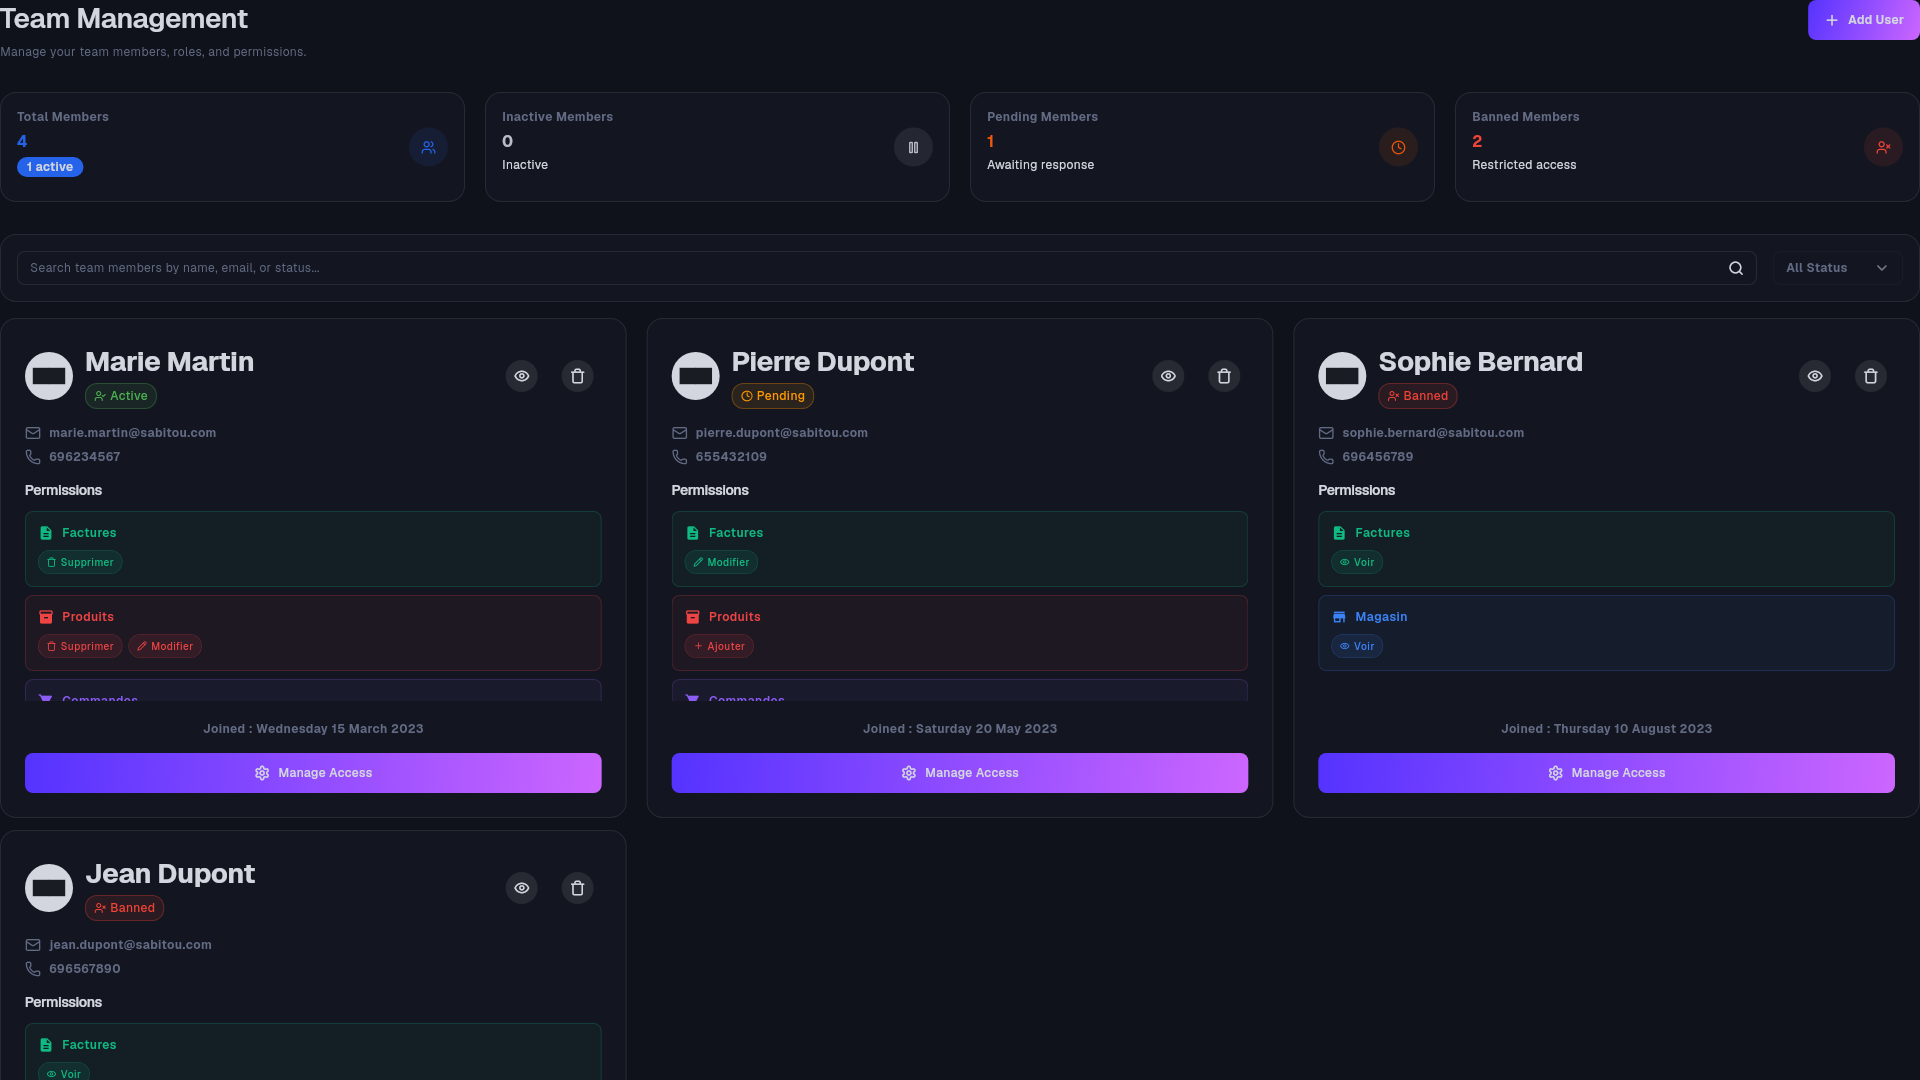 Team Management
Manage your team members, roles, and permissions.
Add User
Total Members
4
1 active
Inactive Members
0
Inactive
Pending Members
1
Awaiting response
Banned Members
2
Restricted access
Search team members by name, email, or status...
All Status
Marie Martin
Active
marie.martin@sabitou.com
696234567
Permissions
Factures
Supprimer
Produits
Supprimer
Modifier
Commandes
Joined : Wednesday 15 March 2023
Manage Access
Pierre Dupont
Pending
pierre.dupont@sabitou.com
655432109
Permissions
Factures
Modifier
Produits
Ajouter
Commandes
Joined : Saturday 20 May 2023
Manage Access
Sophie Bernard
Banned
sophie.bernard@sabitou.com
696456789
Permissions
Factures
Voir
Magasin
Voir
Joined : Thursday 10 August 2023
Manage Access
Jean Dupont
Banned
jean.dupont@sabitou.com
696567890
Permissions
Factures
Voir